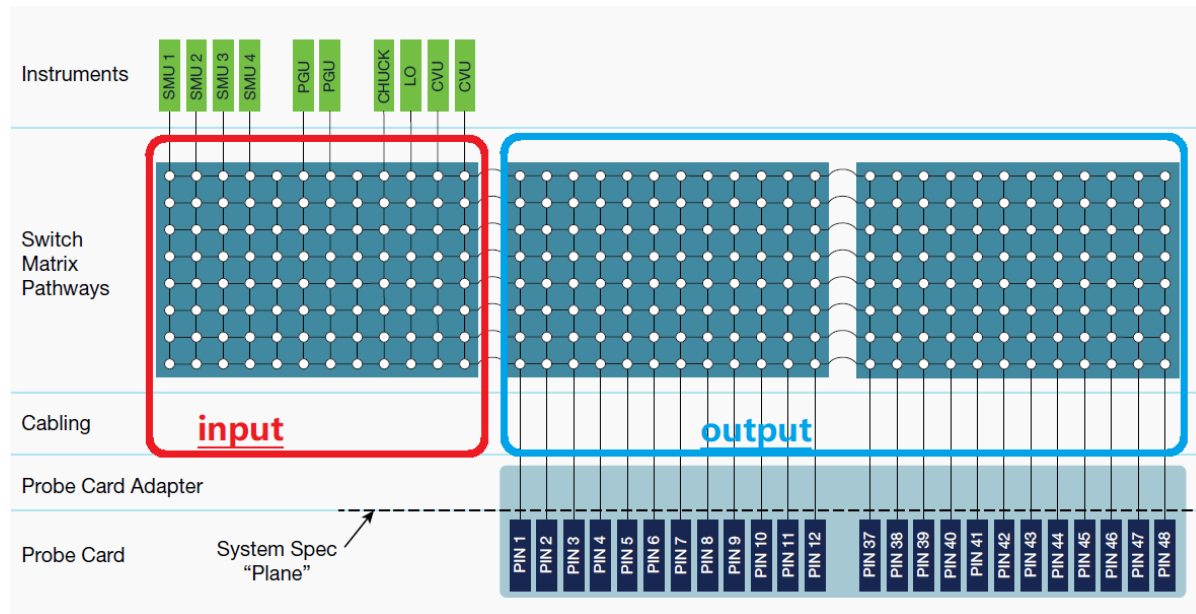 Instruments
SMU 1
SMU 2
SMU 3
SMU 4
PGU
PGU
CHUCK
LO
CVU
CVU
Switch
Matrix
Pathways
Cabling
input
output
Probe Card Adapter
Probe Card
System Spec
“Plane”
PIN 1
PIN 2
PIN 3
PIN 4
PIN 5
PIN 6
PIN 7
PIN 8
PIN 9
PIN 10
PIN 11
PIN 12
PIN 37
PIN 38
PIN 39
PIN 40
PIN 41
PIN 42
PIN 43
PIN 44
PIN 45
PIN 46
PIN 47
PIN 48